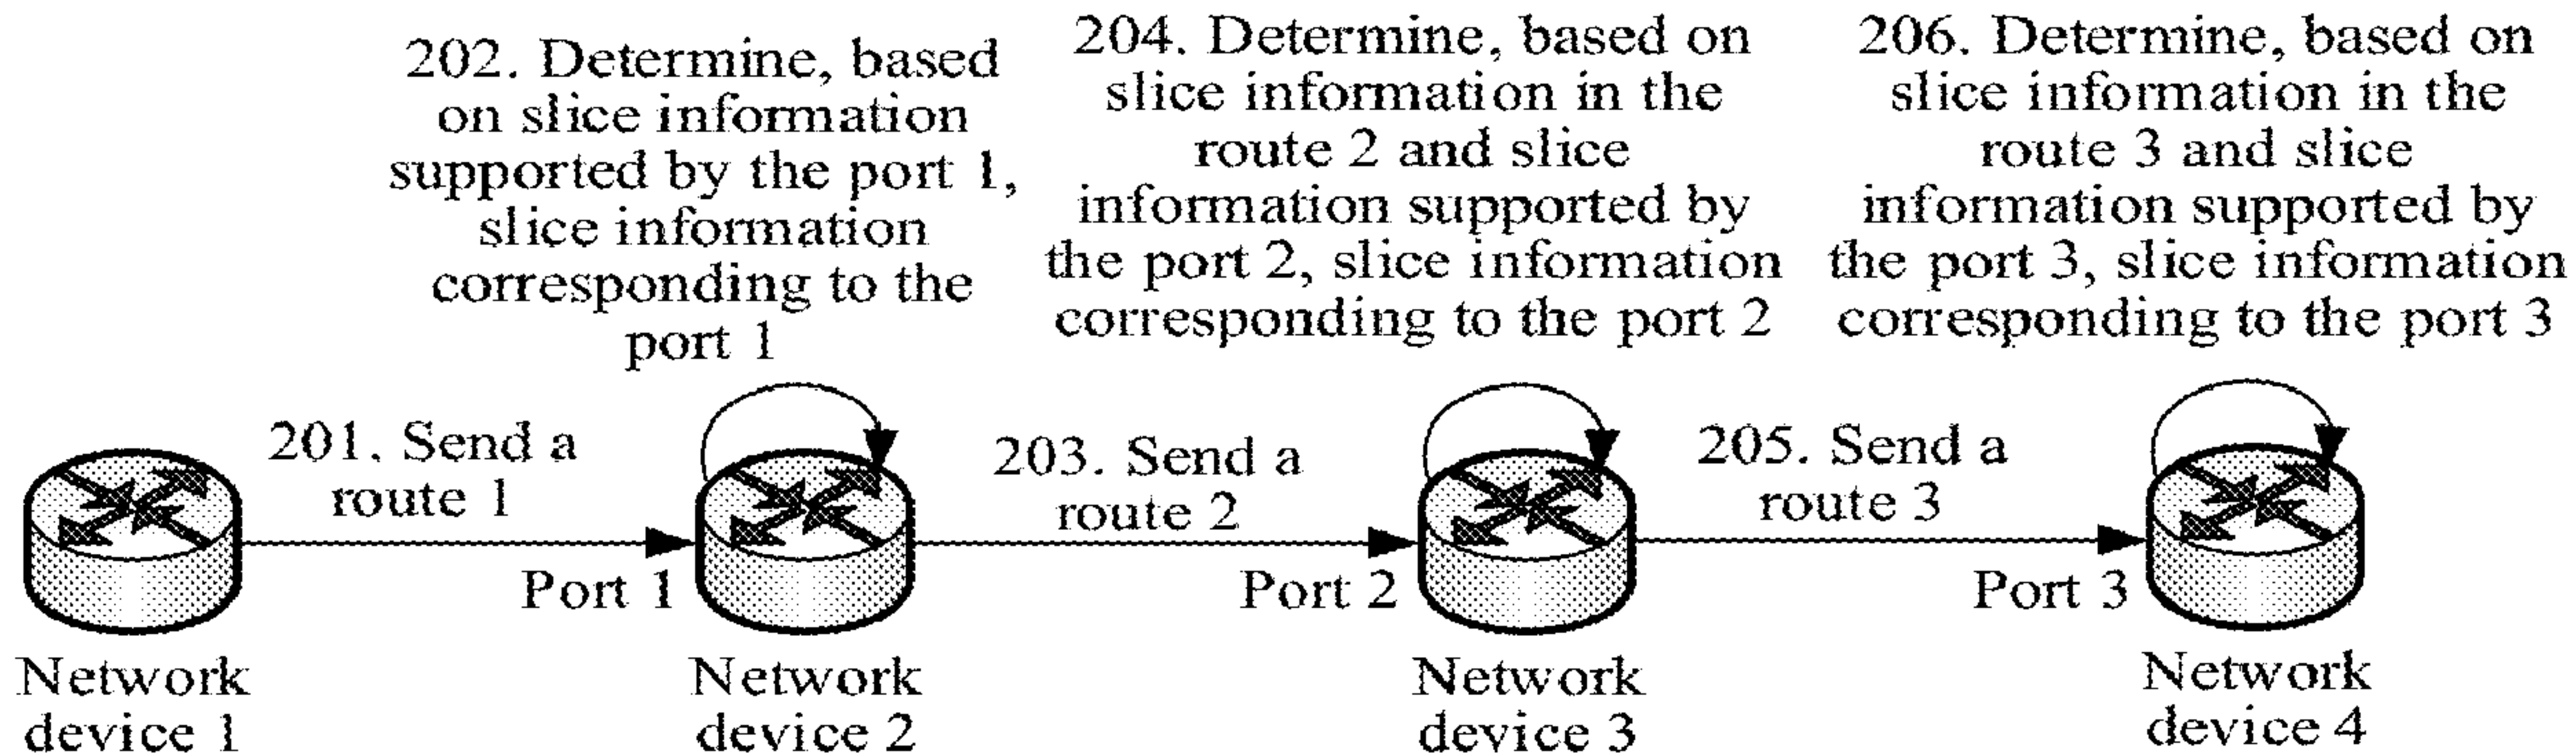 202. Determine, based
on slice information
supported by the port 1,
slice information
corresponding to the
port 1
204. Determine, based on
slice information in the
route 2 and slice
information supported by
the port 2, slice information
corresponding to the port 2
206. Determine, based on
slice information in the
route 3 and slice
information supported by
the port 3, slice information
corresponding to the port 3
201. Send a
route 1
203. Send a
route 2
205. Send a
route 3
Port 1
Port 2
Port 3
Network
device 1
Network
device 2
Network
device 3
Network
device 4